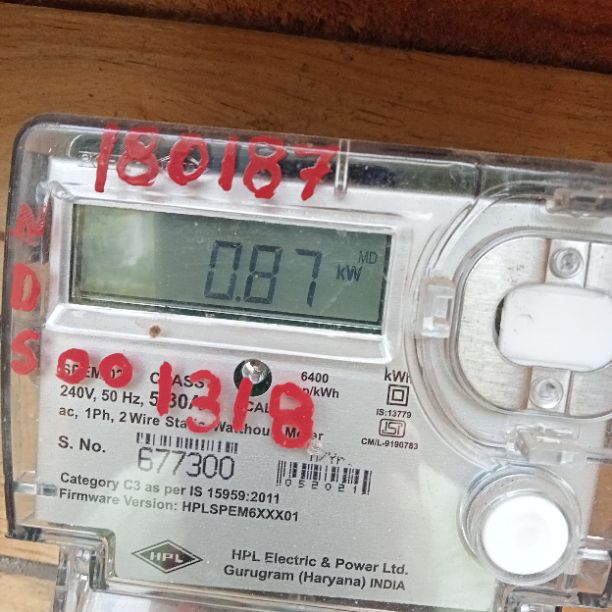 180187
NDS
0.87 kW MD
001318
240V, 50 Hz,
6400
kWh
IS:13779
CM/L-9190783
ac, 1Ph, 2 Wire
S. No. 677300
052021
Category C3 as per IS 15959:2011
Firmware Version: HPLSPEM6XXX01
HPL
HPL Electric & Power Ltd.
Gurugram (Haryana) INDIA